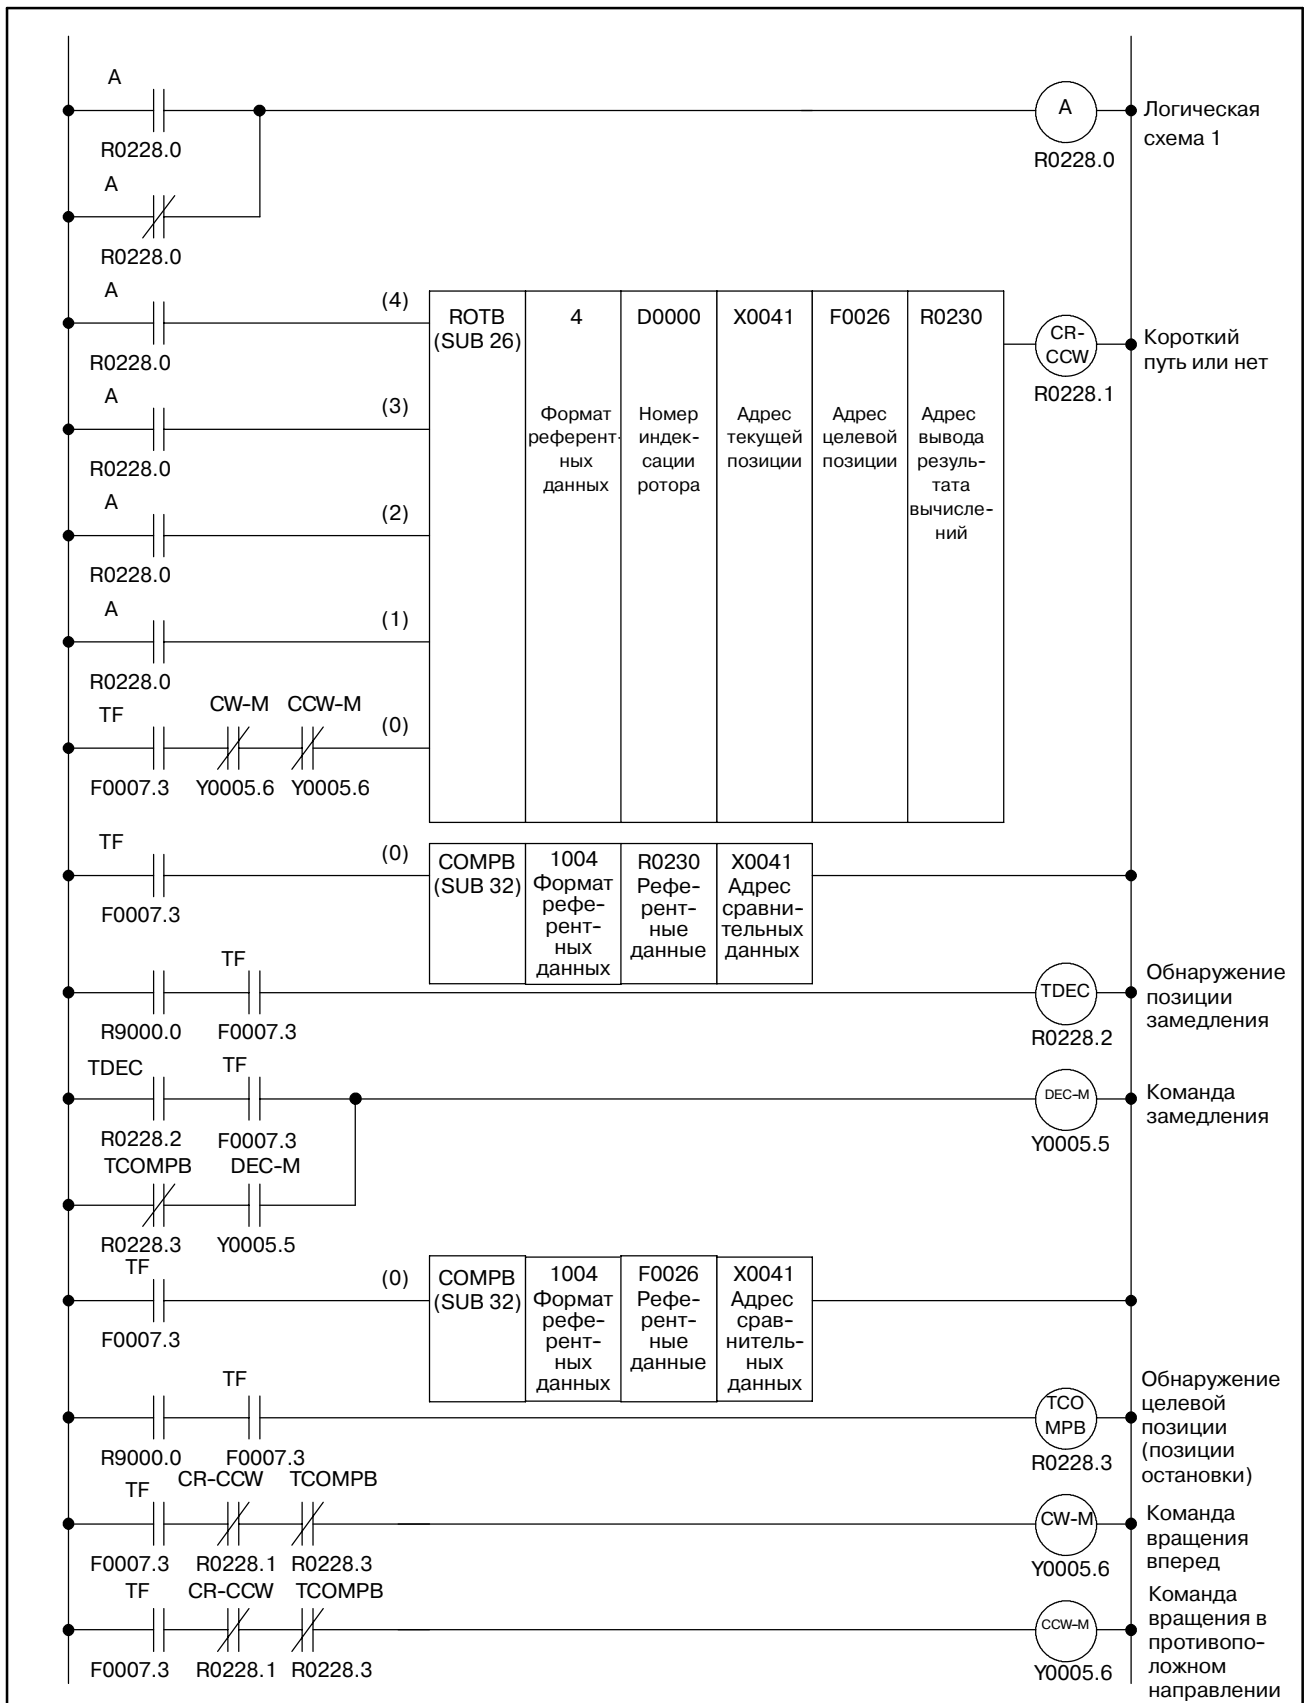 A
R0228.0
A
R0228.0
Логическая
схема 1
A
R0228.0
A
R0228.0
(4)
A
R0228.0
(3)
A
R0228.0
(2)
A
R0228.0
(1)
TF CW-M CCW-M
F0007.3 Y0005.6 Y0005.6
(0)
ROTB
(SUB 26)
4
Формат
референт-
ных
данных
D0000
Номер
индек-
сации
ротора
X0041
Адрес
текущей
позиции
F0026
Адрес
целевой
позиции
R0230
Адрес
вывода
резуль-
тата
вычисле-
ний
CR-
CCW
R0228.1
Короткий
путь или нет
TF
F0007.3
(0)
COMPB
(SUB 32)
1004
Формат
рефе-
рент-
ных
данных
R0230
Рефе-
рент-
ные
данные
X0041
Адрес
сравни-
тельных
данных
TF
R9000.0 F0007.3
TDEC
R0228.2
Обнаружение
позиции
замедления
TDEC TF
R0228.2 F0007.3
TCOMPB DEC-M
R0228.3 Y0005.5
DEC-M
Y0005.5
Команда
замедления
TF
F0007.3
(0)
COMPB
(SUB 32)
1004
Формат
рефе-
рент-
ных
данных
F0026
Рефе-
рент-
ные
данные
X0041
Адрес
срав-
нитель-
ных
данных
TF
R9000.0 F0007.3
TCO
MPB
R0228.3
Обнаружение
целевой
позиции
(позиции
остановки)
TF CR-CCW TCOMPB
F0007.3 R0228.1 R0228.3
CW-M
Y0005.6
Команда
вращения
вперед
TF CR-CCW TCOMPB
F0007.3 R0228.1 R0228.3
CCW-M
Y0005.6
Команда
вращения в
противопо-
ложном
направлении